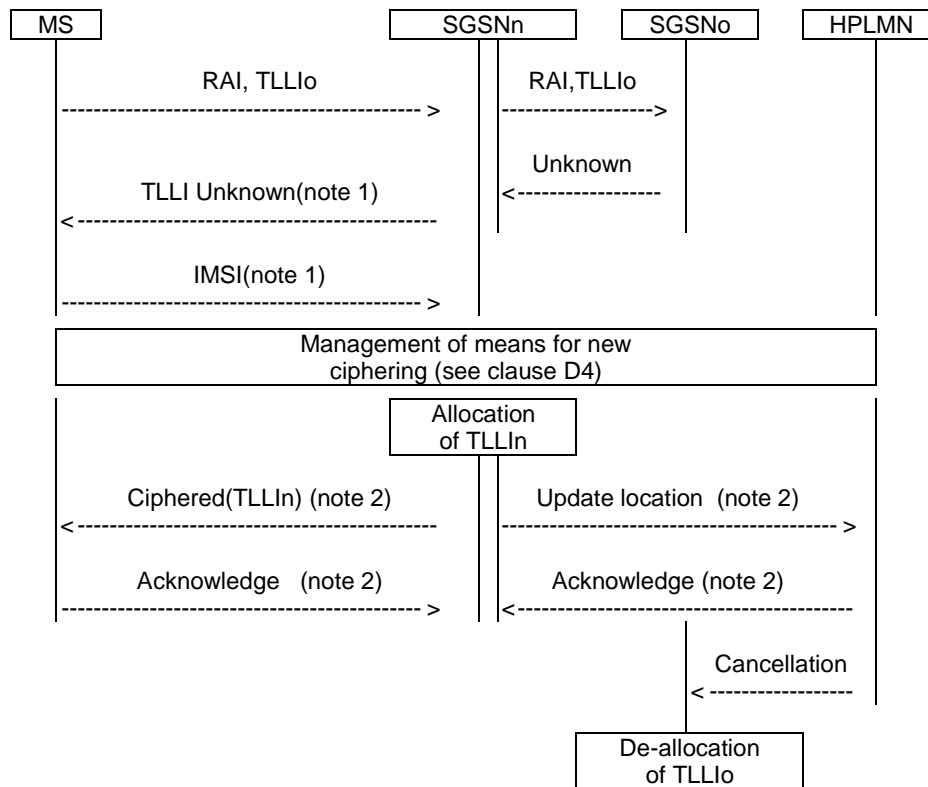 MS SGSNn SGSNo HPLMN
RAI, TLLIo RAI,TLLIo
Unknown
TLLI Unknown(note 1)
IMSI(note 1)
Management of means for new
ciphering (see clause D4)
Allocation
of TLLIn
Ciphered(TLLIn) (note 2) Update location (note 2)
Acknowledge (note 2) Acknowledge (note 2)
Cancellation
De-allocation
of TLLIo